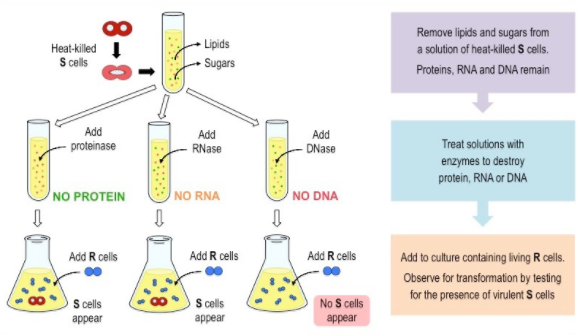 Heat-killed
S cells
Lipids
Sugars
Add
proteinase
Add
RNase
Add
DNase
NO PROTEIN
NO RNA
NO DNA
Add R cells
Add R cells
Add R cells
S cells
appear
S cells
appear
No S cells
appear
Remove lipids and sugars from
a solution of heat-killed S cells.
Proteins, RNA and DNA remain
Treat solutions with
enzymes to destroy
protein, RNA or DNA
Add to culture containing living R cells.
Observe for transformation by testing
for the presence of virulent S cells